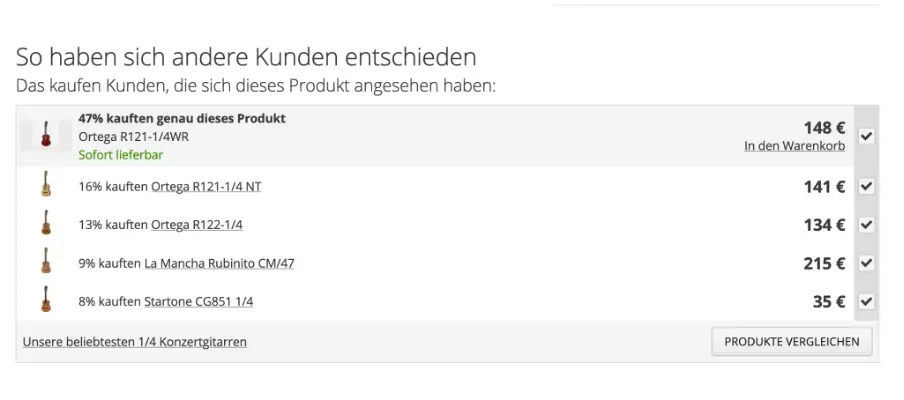 So haben sich andere Kunden entschieden
Das kaufen Kunden, die sich dieses Produkt angesehen haben:
47% kauften genau dieses Produkt
Ortega R121-1/4WR
Sofort lieferbar
148 €
In den Warenkorb
16% kauften Ortega R121-1/4 NT 141 €
13% kauften Ortega R122-1/4 134 €
9% kauften La Mancha Rubinito CM/47 215 €
8% kauften Startone CG851 1/4 35 €
Unsere beliebtesten 1/4 Konzertgitarren PRODUKTE VERGLEICHEN